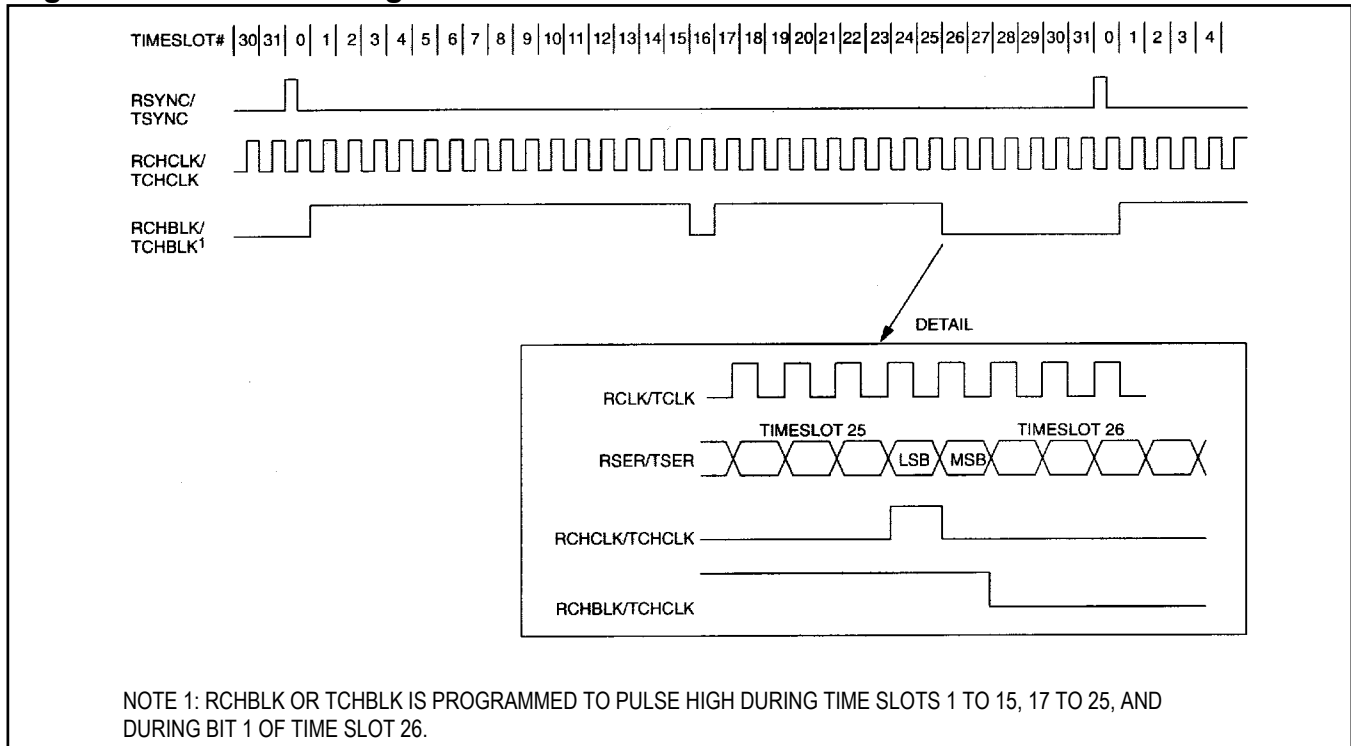 TIMESLOT# 30 31 0 1 2 3 4 5 6 7 8 9 10 11 12 13 14 15 16 17 18 19 20 21 22 23 24 25 26 27 28 29 30 31 0 1 2 3 4
RSYNC/
TSYNC
RCHCLK/
TCHCLK
RCHBLK/
TCHBLK1
DETAIL
RCLK/TCLK
TIMESLOT 25 TIMESLOT 26
RSER/TSER LSB MSB
RCHCLK/TCHCLK
RCHBLK/TCHCLK
NOTE 1: RCHBLK OR TCHBLK IS PROGRAMMED TO PULSE HIGH DURING TIME SLOTS 1 TO 15, 17 TO 25, AND
DURING BIT 1 OF TIME SLOT 26.